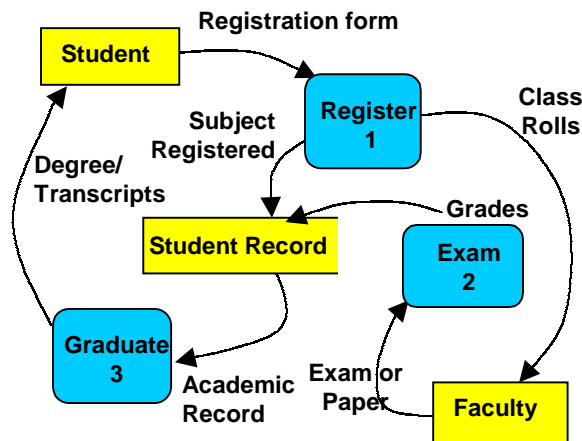 Registration form
Student
Register
1
Class
Rolls
Subject
Registered
Degree/
Transcripts
Grades
Student Record
Exam
2
Graduate
3
Academic
Record
Exam or
Paper
Faculty